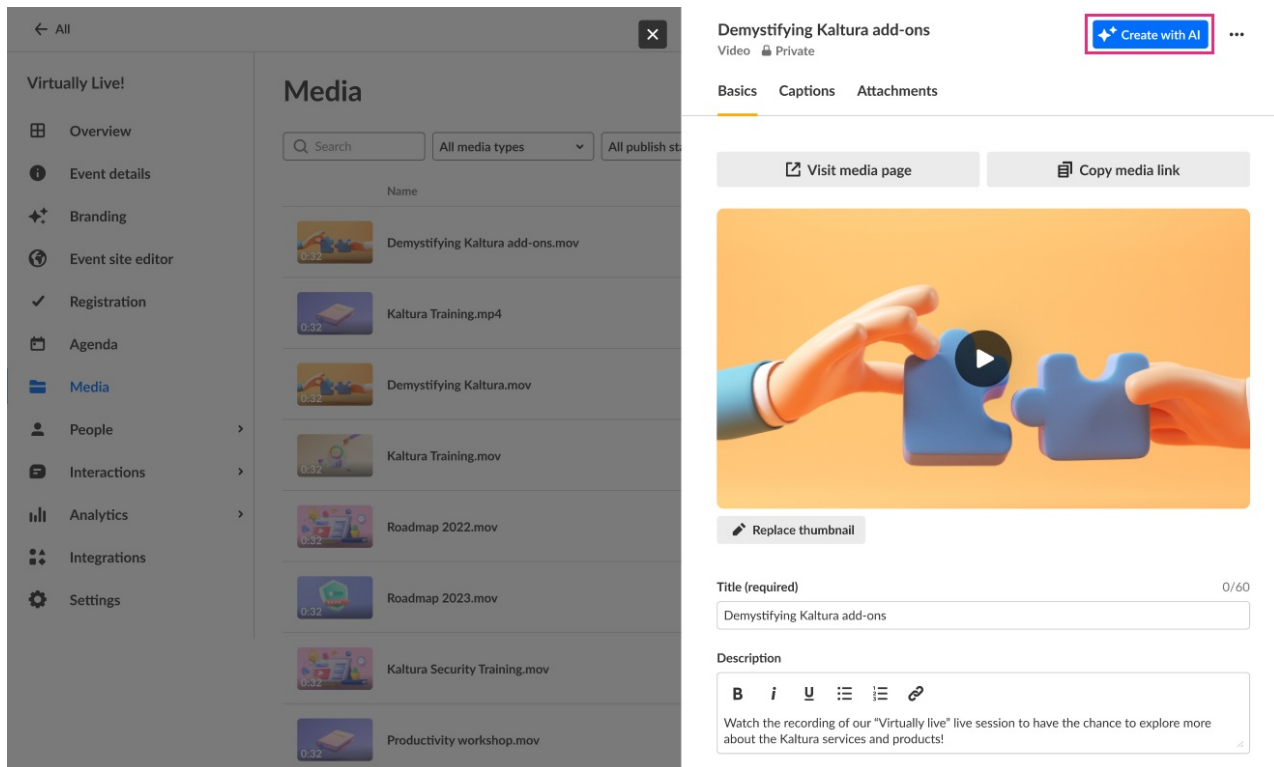 All
Virtually Live!
Overview
Event details
Branding
Event site editor
Registration
Agenda
Media
People
Interactions
Analytics
Integrations
Settings
Media
Search
All media types
All publish sta
Name
0:32
Demystifying Kaltura add-ons.mov
0:32
Kaltura Training.mp4
0:32
Demystifying Kaltura.mov
0:32
Kaltura Training.mov
0:32
Roadmap 2022.mov
0:32
Roadmap 2023.mov
0:32
Kaltura Security Training.mov
0:32
Productivity workshop.mov
Demystifying Kaltura add-ons
Create with AI
Video Private
Basics Captions Attachments
Visit media page
Copy media link
Replace thumbnail
Title (required) 0/60
Demystifying Kaltura add-ons
Description
B i U
Watch the recording of our “Virtually live” live session to have the chance to explore more
about the Kaltura services and products!